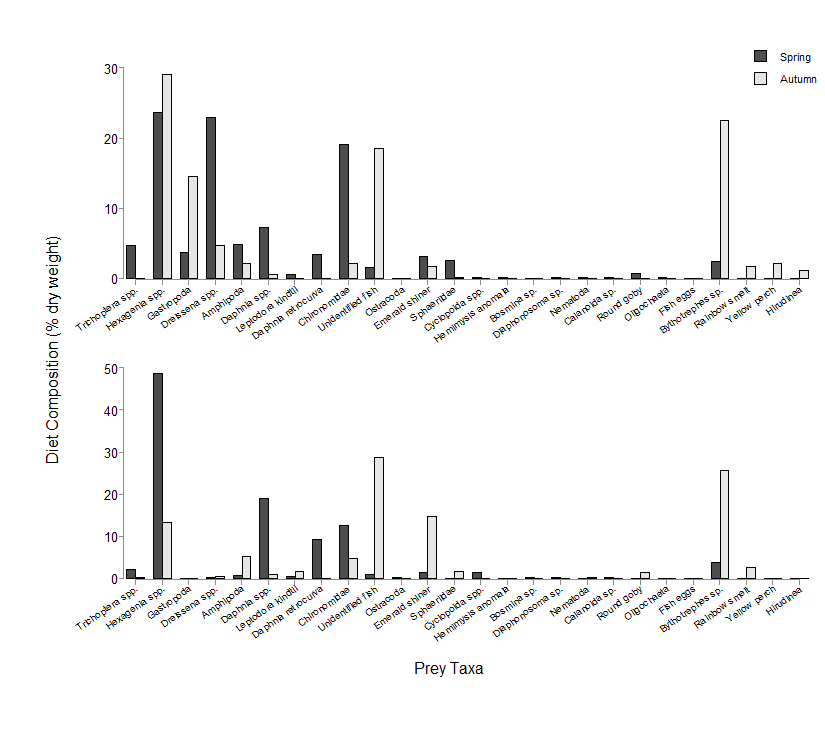 Spring
Autumn
30
20
10
0
Trichoptera spp.
Hexagenia spp.
Gastropoda
Dreissena spp.
Amphipoda
Daphnia spp.
Leptodora kindtii
Daphnia retrocurva
Chironomidae
Unidentified fish
Ostracoda
Emerald shiner
Sphaeriidae
Cyclopoida spp.
Hemimysis anomala
Bosmina sp.
Diaphonosoma sp.
Nematoda
Calanoida sp.
Round goby
Oligochaeta
Fish eggs
Bythotrephes sp.
Rainbow smelt
Yellow perch
Hirudinea
Diet Composition (% dry weight)
50
40
30
20
10
0
Trichoptera spp.
Hexagenia spp.
Gastropoda
Dreissena spp.
Amphipoda
Daphnia spp.
Leptodora kindtii
Daphnia retrocurva
Chironomidae
Unidentified fish
Ostracoda
Emerald shiner
Sphaeriidae
Cyclopoida spp.
Hemimysis anomala
Bosmina sp.
Diaphonosoma sp.
Nematoda
Calanoida sp.
Round goby
Oligochaeta
Fish eggs
Bythotrephes sp.
Rainbow smelt
Yellow perch
Hirudinea
Prey Taxa